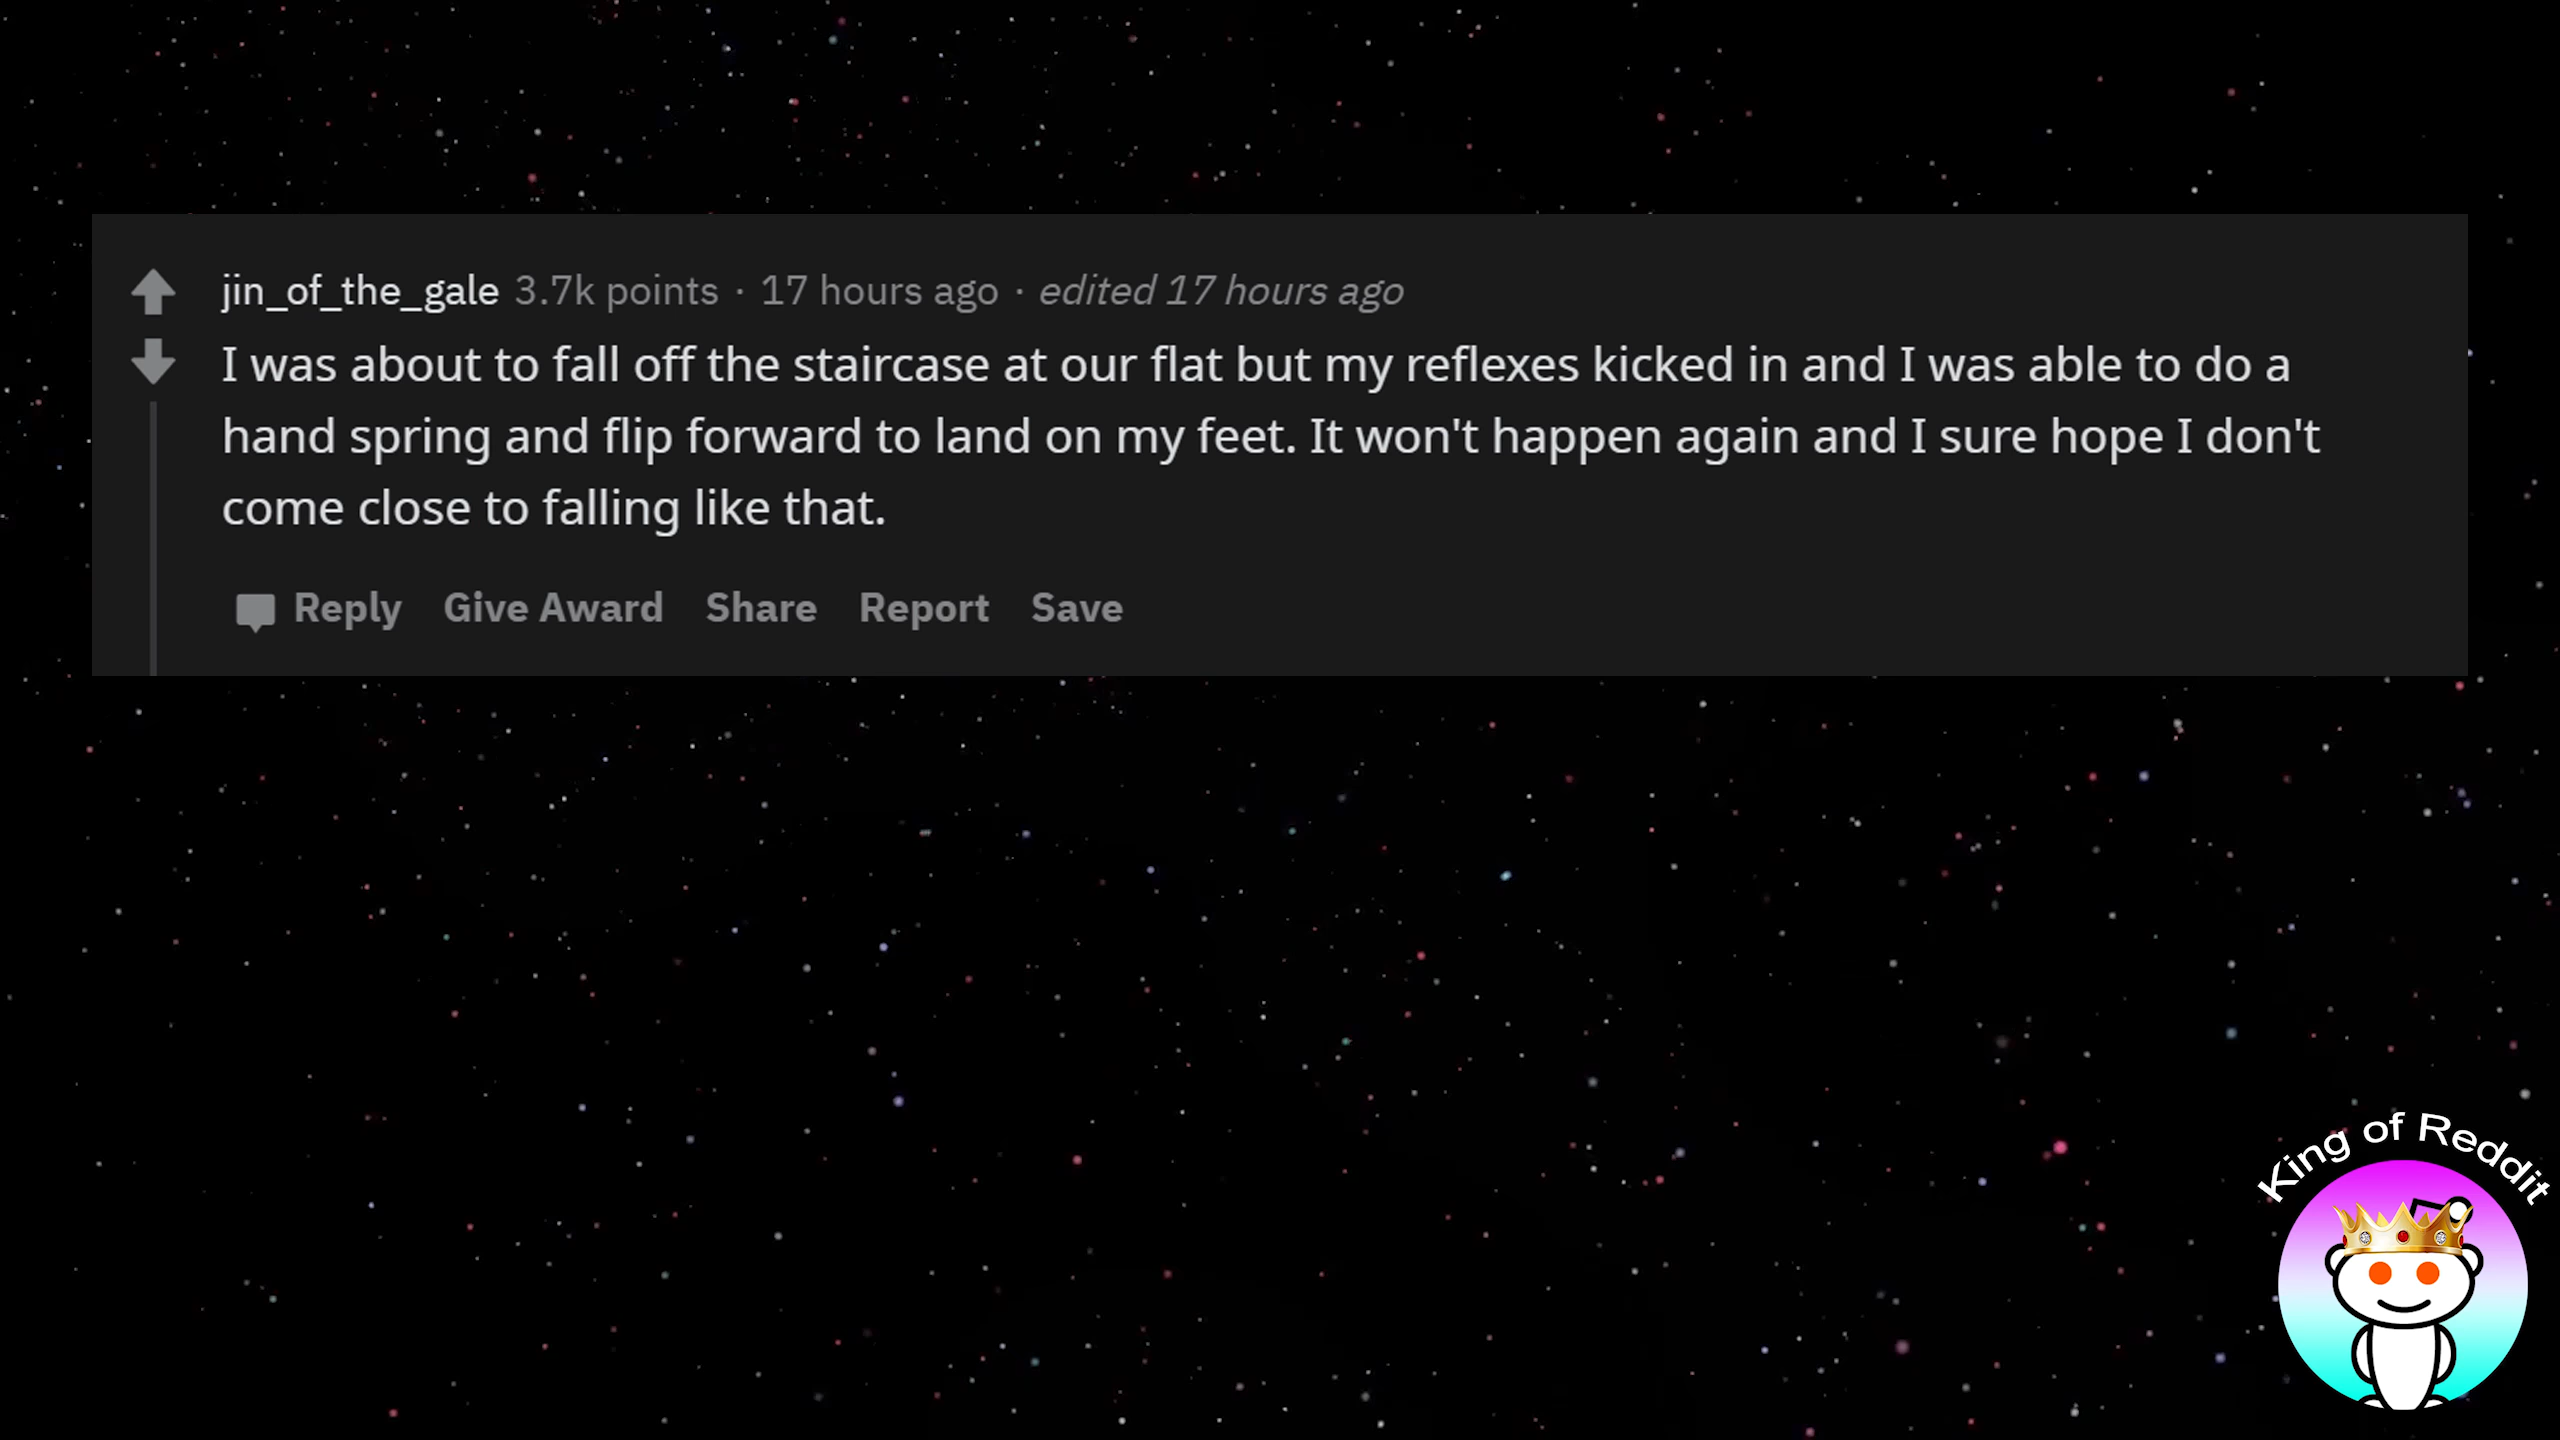 jin_of_the_gale 3.7k points · 17 hours ago · edited 17 hours ago
I was about to fall off the staircase at our flat but my reflexes kicked in and I was able to do a
hand spring and flip forward to land on my feet. It won't happen again and I sure hope I don't
come close to falling like that.
Reply Give Award Share Report Save
King of Reddit